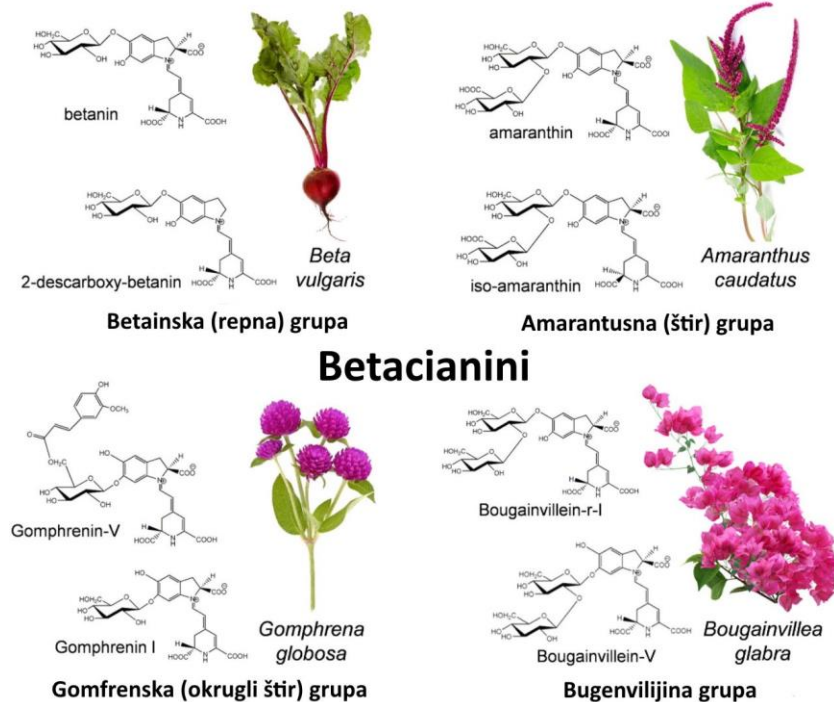 betanin
2-descarboxy-betanin
Beta
vulgaris
Betainska (repna) grupa
amaranthin
iso-amaranthin
Amaranthus
caudatus
Amarantusna (štir) grupa
Betacianini
Gomphrenin-V
Gomphrenin I
Gomphrena
globosa
Gomfrenska (okrugli štir) grupa
Bougainvillein-r-I
Bougainvillein-V
Bougainvillea
glabra
Bugenvilijina grupa